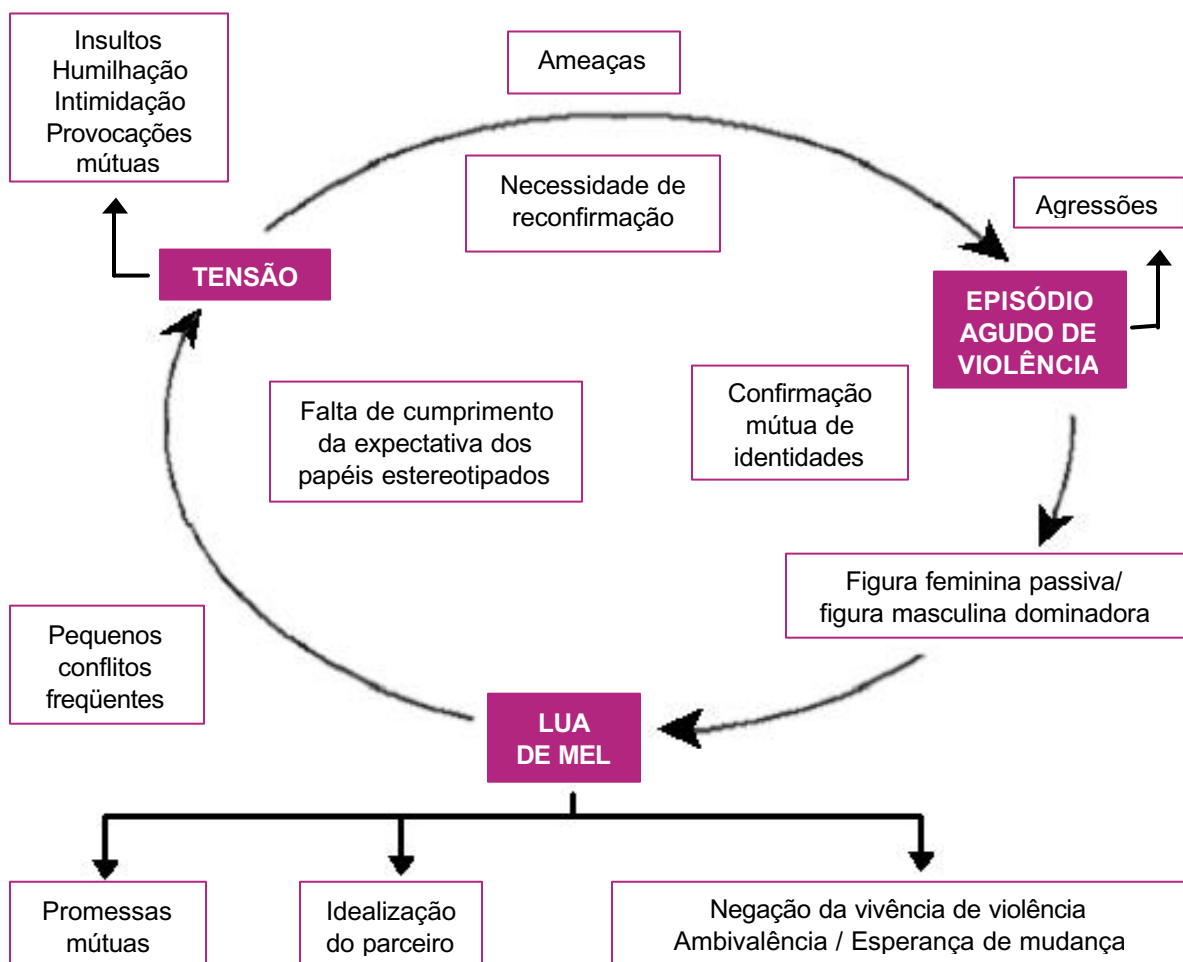 Insultos
Humilhação
Intimidação
Provocações
mútuas
Ameaças
Necessidade de
reconfirmação
Agressões
TENSÃO
EPISÓDIO
AGUDO DE
VIOLÊNCIA
Confirmação
mútua de
identidades
Falta de cumprimento
da expectativa dos
papéis estereotipados
Figura feminina passiva/
figura masculina dominadora
Pequenos
conflitos
freqüentes
LUA
DE MEL
Promessas
mútuas
Idealização
do parceiro
Negação da vivência de violência
Ambivalência / Esperança de mudança